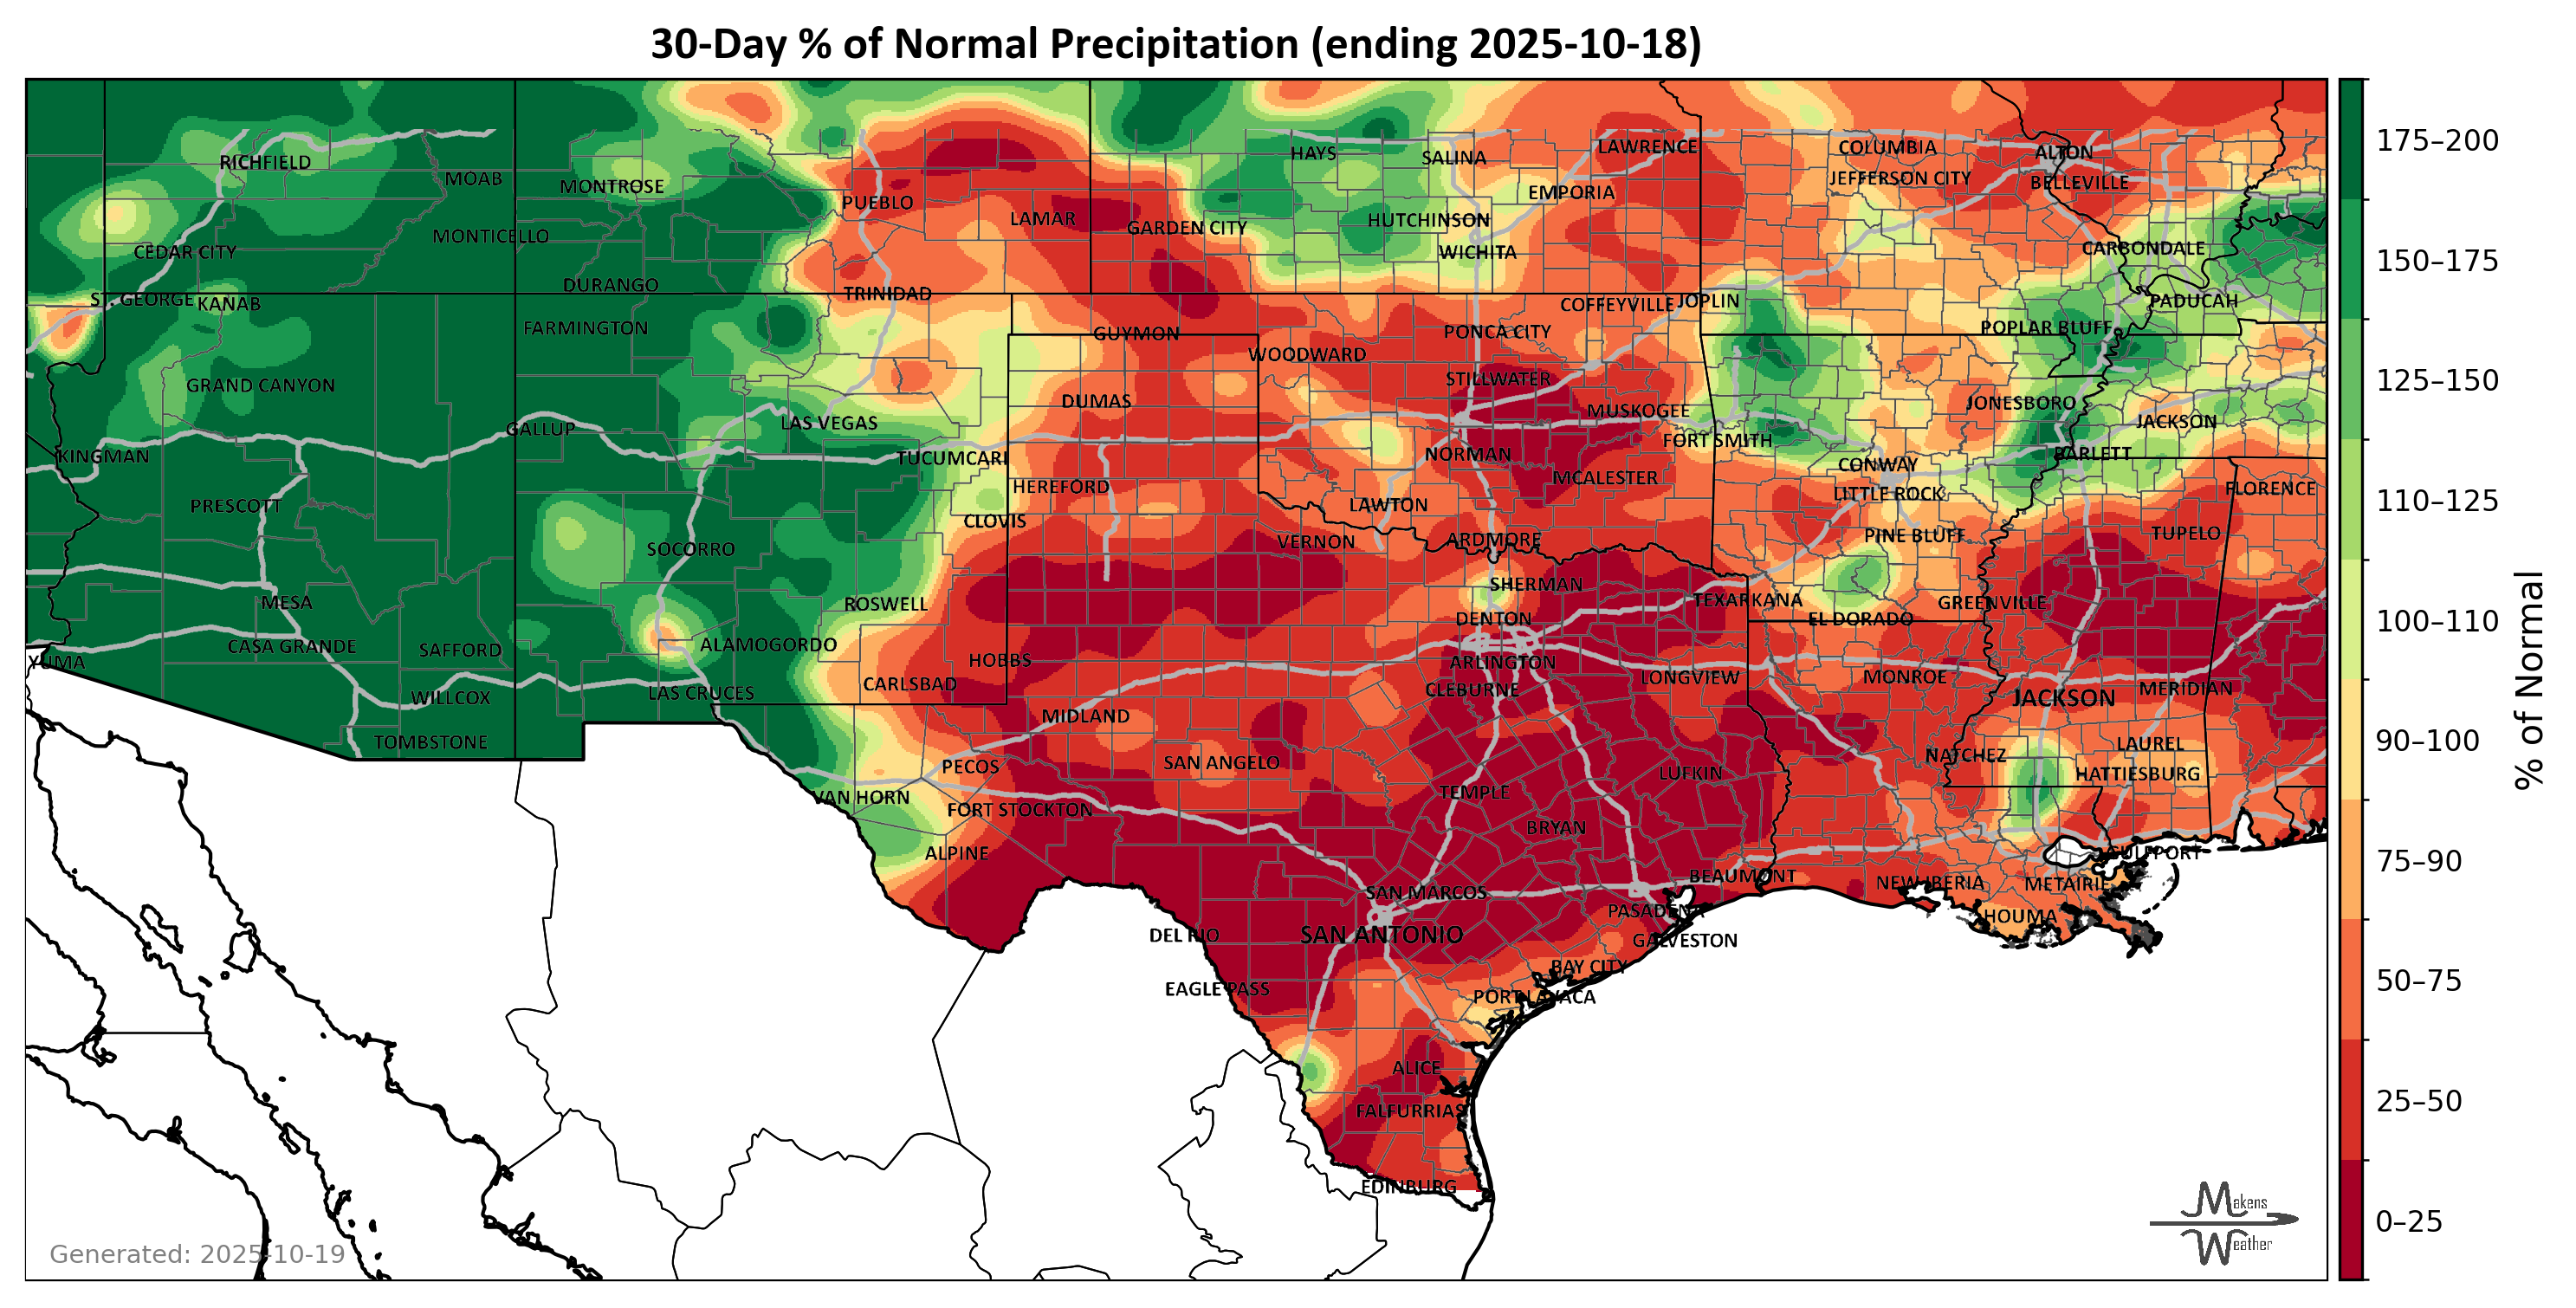 30-Day % of Normal Precipitation (ending 2025-10-18)
RICHFIELD
MOAB
MONTROSE
PUEBLO
LAMAR
GARDEN CITY
HAYS
SALINA
LAWRENCE
EMPORIA
HUTCHINSON
WICHITA
COLUMBIA
JEFFERSON CITY
ALTON
BELLEVILLE
CARBONDALE
CEDAR CITY
MONTICELLO
DURANGO
TRINIDAD
COFFEYVILLE
JOPLIN
PADUCAH
ST. GEORGE
KANAB
FARMINGTON
GUYMON
PONCA CITY
POPLAR BLUFF
WOODWARD
GRAND CANYON
STILLWATER
DUMAS
MUSKOGEE
JONESBORO
JACKSON
GALLUP
LAS VEGAS
FORT SMITH
KINGMAN
TUCUMCARI
NORMAN
BARLETT
CONWAY
MCALESTER
HEREFORD
LITTLE ROCK
FLORENCE
PRESCOTT
LAWTON
CLOVIS
PINE BLUFF
TUPELO
SOCORRO
VERNON
ARDMORE
SHERMAN
MESA
ROSWELL
TEXARKANA
GREENVILLE
DENTON
EL DORADO
CASA GRANDE
SAFFORD
ALAMOGORDO
YUMA
HOBBS
ARLINGTON
CARLSBAD
CLEBURNE
LONGVIEW
MONROE
JACKSON
MERIDIAN
WILLCOX
LAS CRUCES
MIDLAND
TOMBSTONE
NATCHEZ
LAUREL
PECOS
SAN ANGELO
LUFKIN
HATTIESBURG
VAN HORN
FORT STOCKTON
TEMPLE
BRYAN
ALPINE
GULFPORT
BEAUMONT
NEW IBERIA
METAIRIE
SAN MARCOS
PASADENA
HOUMA
DEL RIO
SAN ANTONIO
GALVESTON
BAY CITY
EAGLE PASS
PORT LAVACA
ALICE
FALFURRIAS
EDINBURG
Generated: 2025-10-19
Makens
Weather
175–200
150–175
125–150
110–125
100–110
90–100
75–90
50–75
25–50
0–25
% of Normal